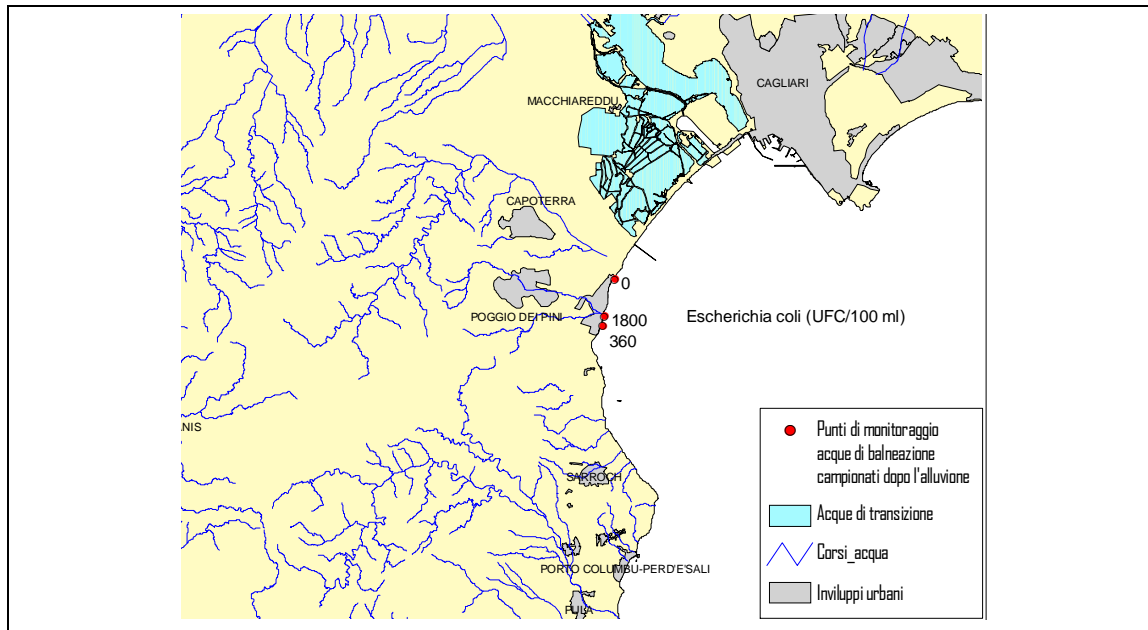 CAGLIARI
MACCHIAREDDU
CAPOTERRA
0
POGGIO DEI PINI
1800
Escherichia coli (UFC/100 ml)
360
ANIS
SARROCH
PORTO COLUMBU-PERD'E'SALI
PULA
Punti di monitoraggio
acque di balneazione
campionati dopo l'alluvione
Acque di transizione
Corsi_acqua
Inviluppi urbani